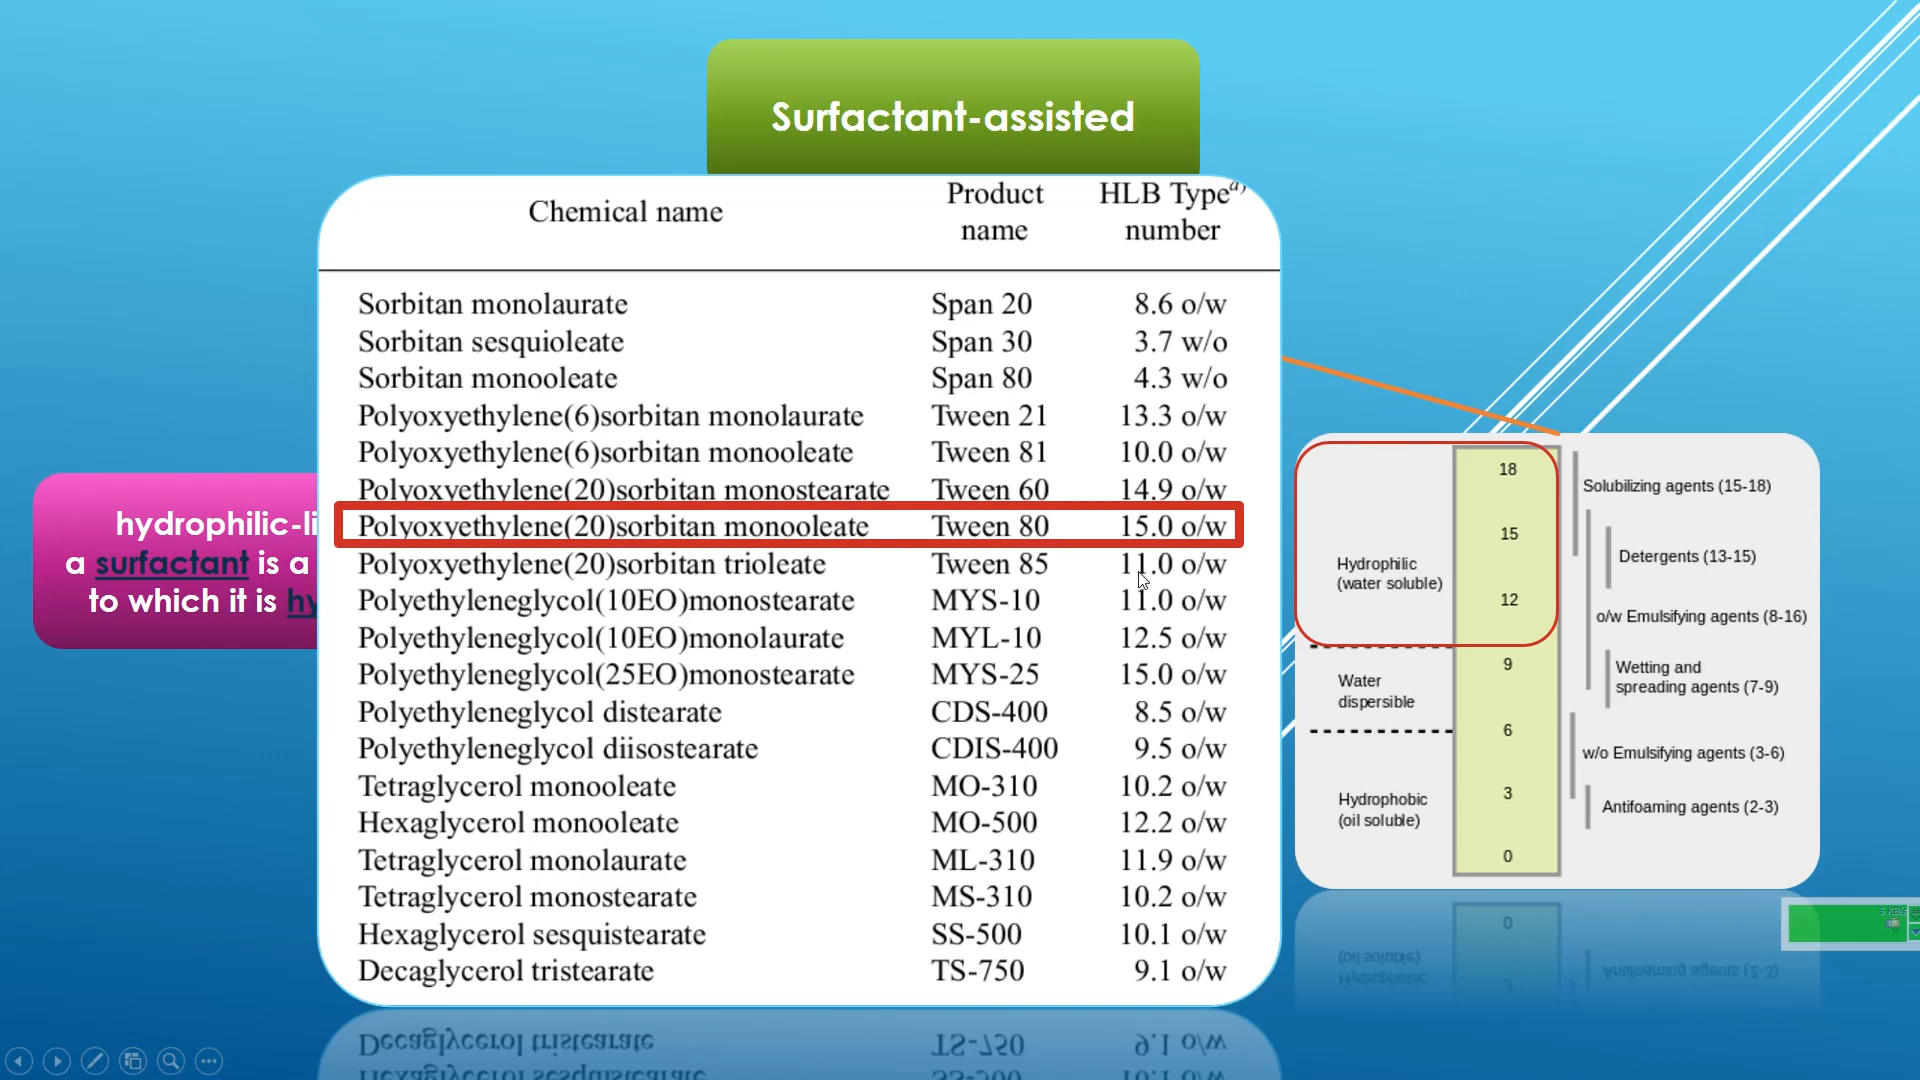 Surfactant-assisted
Chemical name Product name HLB Type a) number
Sorbitan monolaurate Span 20 8.6 o/w
Sorbitan sesquioleate Span 30 3.7 w/o
Sorbitan monooleate Span 80 4.3 w/o
Polyoxyethylene(6)sorbitan monolaurate Tween 21 13.3 o/w
Polyoxyethylene(6)sorbitan monooleate Tween 81 10.0 o/w
Polyoxyethylene(20)sorbitan monostearate Tween 60 14.9 o/w
Polyoxyethylene(20)sorbitan monooleate Tween 80 15.0 o/w
Polyoxyethylene(20)sorbitan trioleate Tween 85 11.0 o/w
Polyethyleneglycol(10EO)monostearate MYS-10 11.0 o/w
Polyethyleneglycol(10EO)monolaurate MYL-10 12.5 o/w
Polyethyleneglycol(25EO)monostearate MYS-25 15.0 o/w
Polyethyleneglycol distearate CDS-400 8.5 o/w
Polyethyleneglycol diisostearate CDIS-400 9.5 o/w
Tetraglycerol monooleate MO-310 10.2 o/w
Hexaglycerol monooleate MO-500 12.2 o/w
Tetraglycerol monolaurate ML-310 11.9 o/w
Tetraglycerol monostearate MS-310 10.2 o/w
Hexaglycerol sesquistearate SS-500 10.1 o/w
Decaglycerol tristearate TS-750 9.1 o/w
hydrophilic-li
a surfactant is a
to which it is hy
18
15
12
9
6
3
0
Hydrophilic
(water soluble)
Water
dispersible
Hydrophobic
(oil soluble)
Solubilizing agents (15-18)
Detergents (13-15)
o/w Emulsifying agents (8-16)
Wetting and
spreading agents (7-9)
w/o Emulsifying agents (3-6)
Antifoaming agents (2-3)